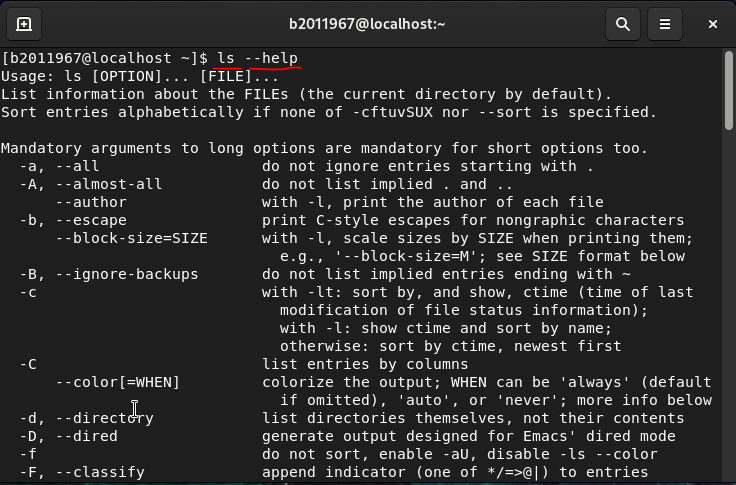 b2011967@localhost:~
[b2011967@localhost ~]$ ls --help
Usage: ls [OPTION]... [FILE]...
List information about the FILEs (the current directory by default).
Sort entries alphabetically if none of -cftuvSUX nor --sort is specified.

Mandatory arguments to long options are mandatory for short options too.
  -a, --all                  do not ignore entries starting with .
  -A, --almost-all           do not list implied . and ..
      --author               with -l, print the author of each file
  -b, --escape               print C-style escapes for nongraphic characters
      --block-size=SIZE      with -l, scale sizes by SIZE when printing them;
                               e.g., '--block-size=M'; see SIZE format below
  -B, --ignore-backups       do not list implied entries ending with ~
  -c                         with -lt: sort by, and show, ctime (time of last
                               modification of file status information);
                               with -l: show ctime and sort by name;
                               otherwise: sort by ctime, newest first
  -C                         list entries by columns
      --color[=WHEN]         colorize the output; WHEN can be 'always' (default
                               if omitted), 'auto', or 'never'; more info below
  -d, --directory            list directories themselves, not their contents
  -D, --dired                generate output designed for Emacs' dired mode
  -f                         do not sort, enable -aU, disable -ls --color
  -F, --classify             append indicator (one of */=>@|) to entries